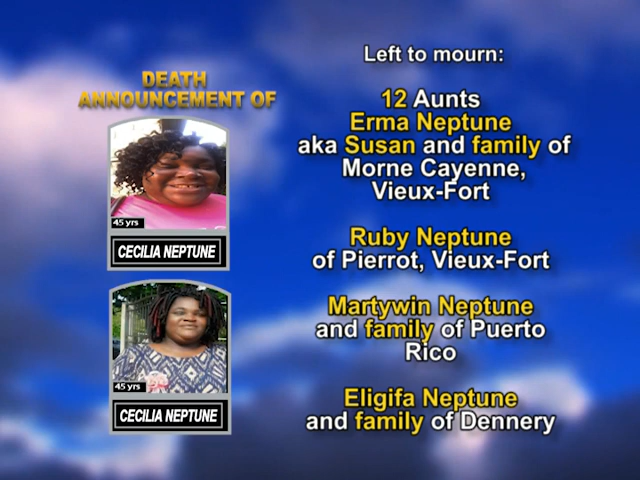 DEATH
ANNOUNCEMENT OF
45 yrs
CECILIA NEPTUNE
45 yrs
CECILIA NEPTUNE
Left to mourn:
12 Aunts
Erma Neptune
aka Susan and family of
Morne Cayenne,
Vieux-Fort
Ruby Neptune
of Pierrot, Vieux-Fort
Martywin Neptune
and family of Puerto
Rico
Eligifa Neptune
and family of Dennery